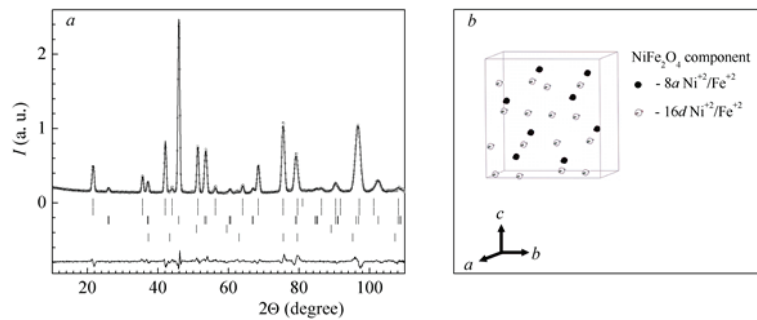 a
2
1
0
I (a. u.)
20 40 60 80 100
2Θ (degree)
b
NiFe₂O₄ component
- 8a Ni⁺²/Fe⁺²
- 16d Ni⁺²/Fe⁺²
c
a
b